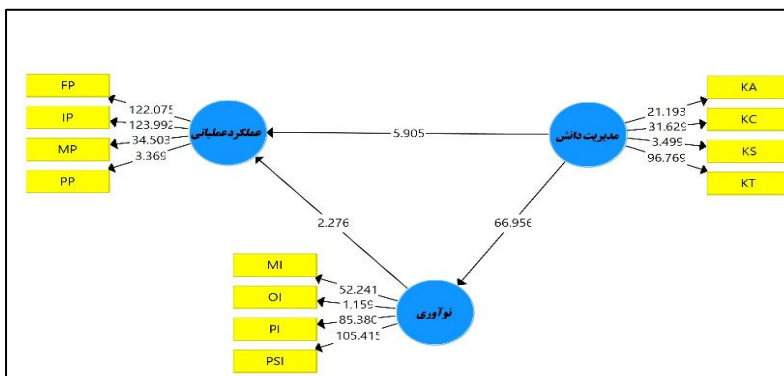 FP
IP
MP
PP
122.075
123.992
34.503
3.369
عملکرد عملیاتی
5.905
مدیریت دانش
21.193
31.629
3.499
96.769
KA
KC
KS
KT
2.276
66.956
MI
OI
PI
PSI
52.241
1.159
85.380
105.415
نوآوری